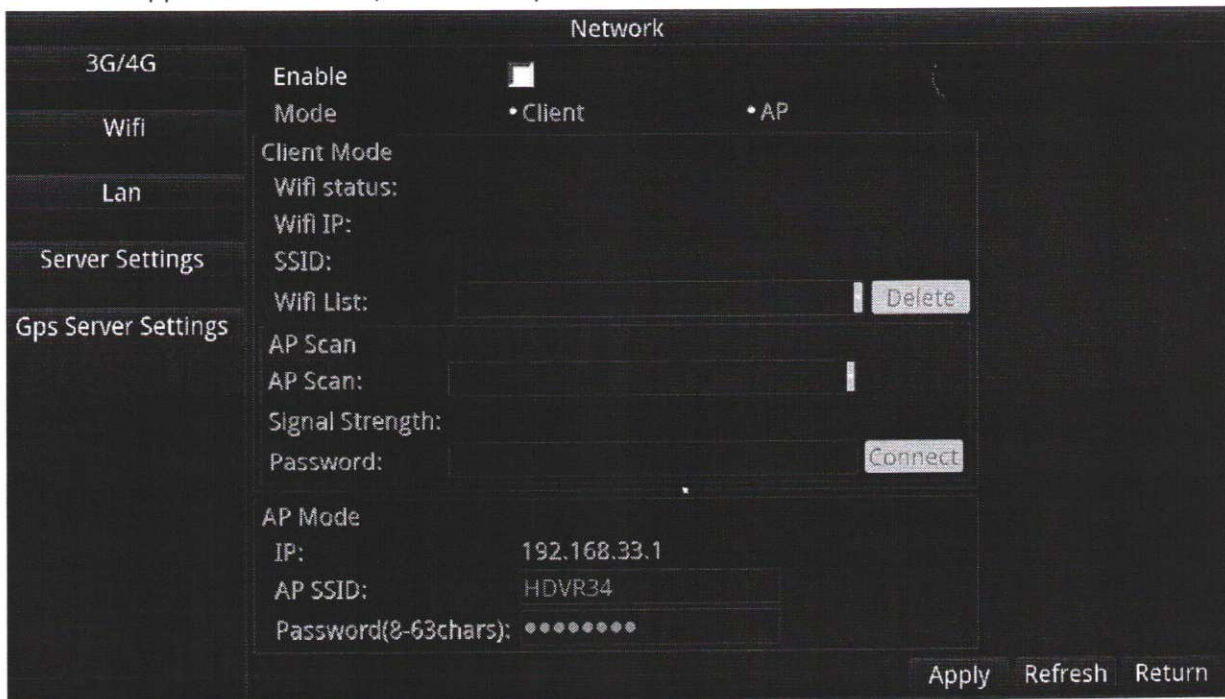 Network
3G/4G
Wifi
Lan
Server Settings
Gps Server Settings
Enable
Mode • Client • AP
Client Mode
Wifi status:
Wifi IP:
SSID:
Wifi List: Delete
AP Scan
AP Scan:
Signal Strength:
Password: Connect
AP Mode
IP: 192.168.33.1
AP SSID: HDVR34
Password(8-63chars): ●●●●●●●●
Apply Refresh Return